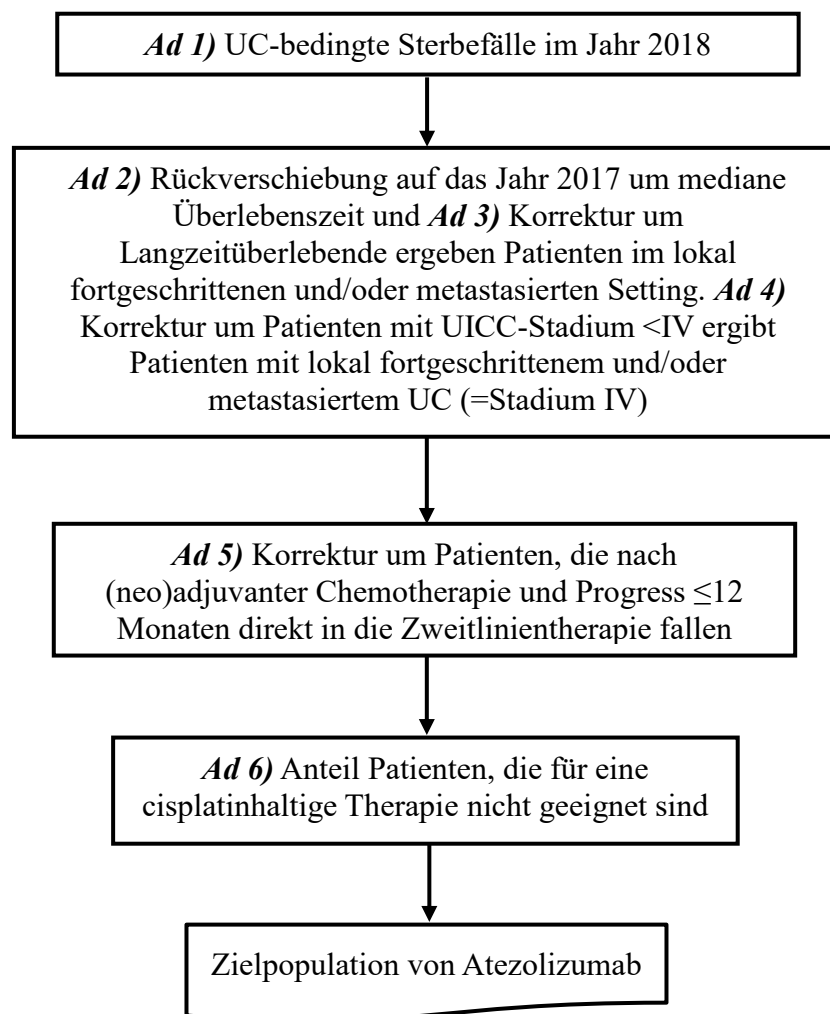 Ad 1) UC-bedingte Sterbefälle im Jahr 2018
Ad 2) Rückverschiebung auf das Jahr 2017 um mediane
Überlebenszeit und Ad 3) Korrektur um
Langzeitüberlebende ergeben Patienten im lokal
fortgeschrittenen und/oder metastasierten Setting. Ad 4)
Korrektur um Patienten mit UICC-Stadium <IV ergibt
Patienten mit lokal fortgeschrittenem und/oder
metastasiertem UC (=Stadium IV)
Ad 5) Korrektur um Patienten, die nach
(neo)adjuvanter Chemotherapie und Progress ≤12
Monaten direkt in die Zweitlinientherapie fallen
Ad 6) Anteil Patienten, die für eine
cisplatinhaltige Therapie nicht geeignet sind
Zielpopulation von Atezolizumab